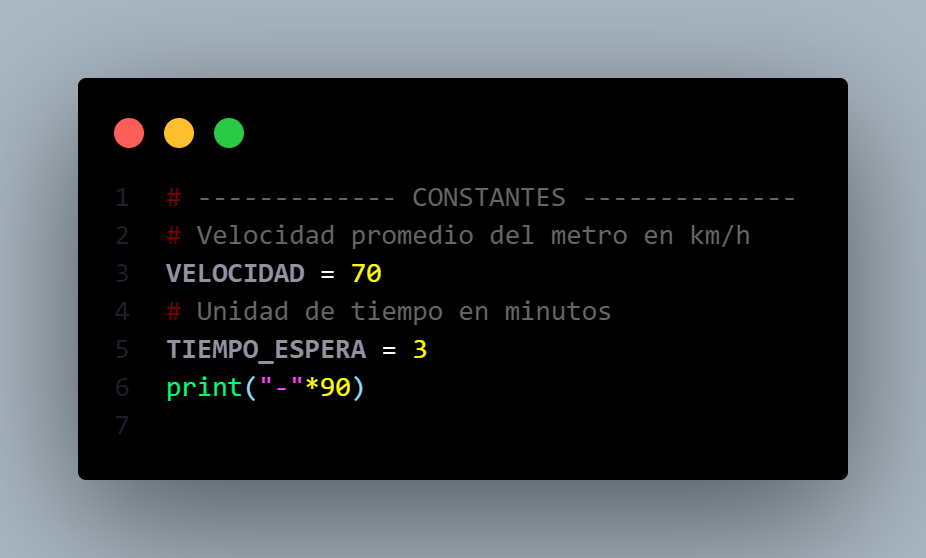 1 # ------------- CONSTANTES --------------
2 # Velocidad promedio del metro en km/h
3 VELOCIDAD = 70
4 # Unidad de tiempo en minutos
5 TIEMPO_ESPERA = 3
6 print("-"*90)
7